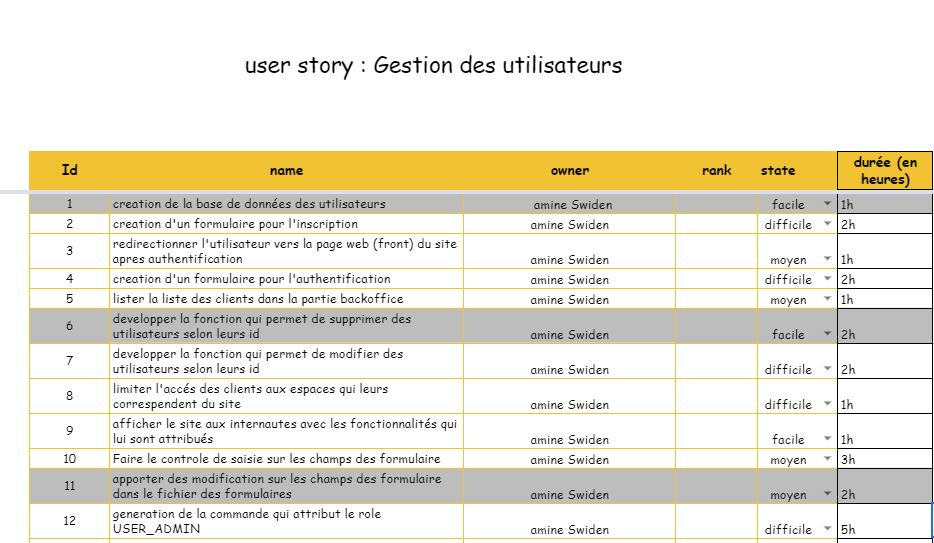 user story : Gestion des utilisateurs
Id name owner rank state durée (en heures)
1 creation de la base de données des utilisateurs amine Swiden facile 1h
2 creation d'un formulaire pour l'inscription amine Swiden difficile 2h
3 redirectionner l'utilisateur vers la page web (front) du site
apres authentification amine Swiden moyen 1h
4 creation d'un formulaire pour l'authentification amine Swiden difficile 2h
5 lister la liste des clients dans la partie backoffice amine Swiden moyen 1h
6 developper la fonction qui permet de supprimer des
utilisateurs selon leurs id amine Swiden facile 2h
7 developper la fonction qui permet de modifier des
utilisateurs selon leurs id amine Swiden difficile 2h
8 limiter l'accés des clients aux espaces qui leurs
correspendent du site amine Swiden difficile 1h
9 afficher le site aux internautes avec les fonctionnalités qui
lui sont attribués amine Swiden facile 1h
10 Faire le controle de saisie sur les champs des formulaire amine Swiden moyen 3h
11 apporter des modification sur les champs des formulaire
dans le fichier des formulaires amine Swiden moyen 2h
12 generation de la commande qui attribut le role
USER_ADMIN amine Swiden difficile 5h